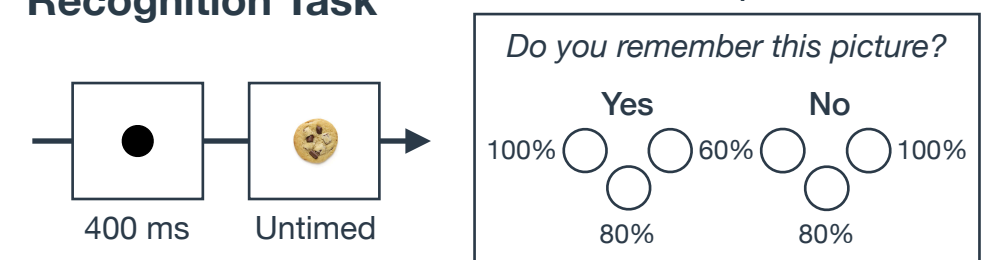 Recognition Task
Do you remember this picture?
Yes No
100% 60% 100%
80% 80%
400 ms Untimed